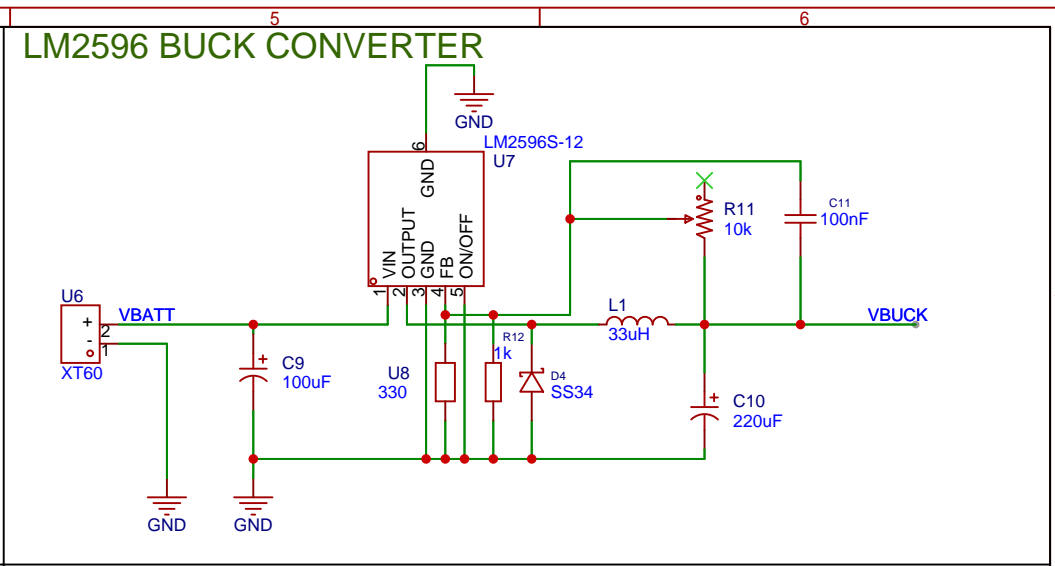 5
6
LM2596 BUCK CONVERTER
GND
LM2596S-12
U7
6
GND
VIN
OUTPUT
GND
FB
ON/OFF
1
2
3
4
5
R11
10k
C11
100nF
U6
VBATT
+
2
-
1
XT60
L1
33uH
VBUCK
R12
1k
C9
+
100uF
U8
330
D4
SS34
+
C10
220uF
GND
GND